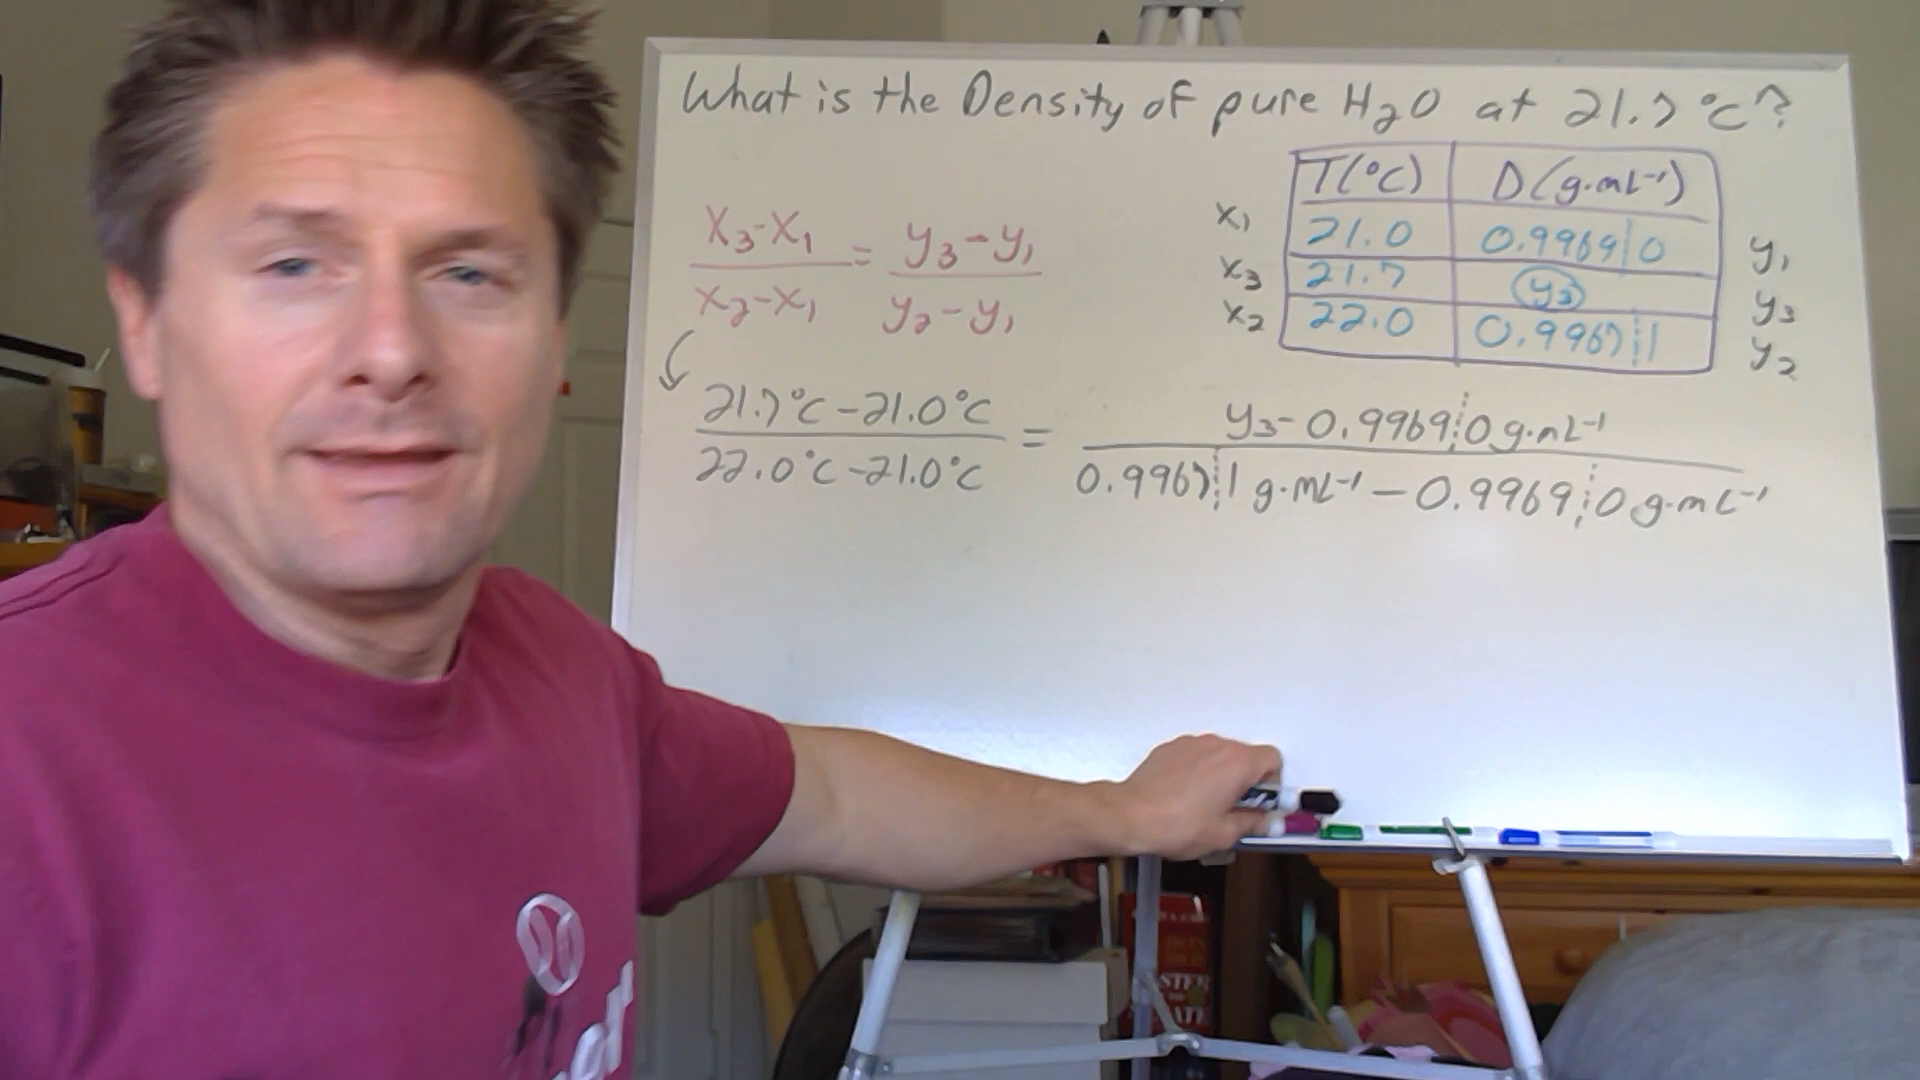 What is the Density of pure H2O at 21.7 °C?
T(°C) D(g·mL⁻¹)
x1 21.0 0.9969|0 y1
x3 21.7 y3 y3
x2 22.0 0.9967¦1 y2
x3-x1 = y3-y1
x2-x1 y2-y1
21.7°C-21.0°C = y3-0.9969¦0 g·mL⁻¹
22.0°C-21.0°C 0.9967¦1 g·mL⁻¹ - 0.9969¦0 g·mL⁻¹